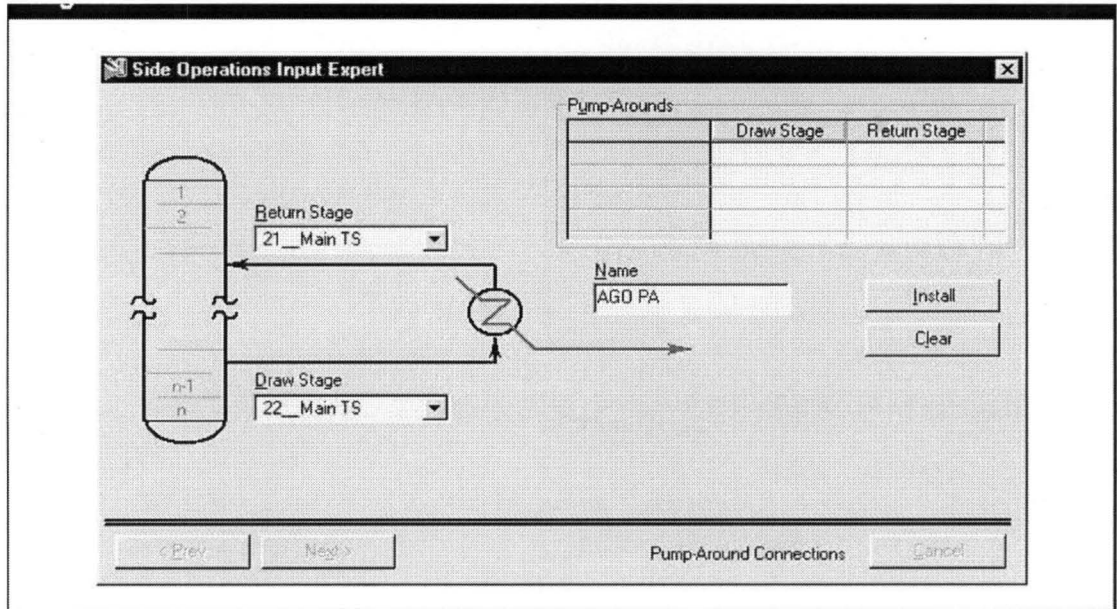 Side Operations Input Expert
Pump-Arounds
Draw Stage Return Stage
1
2
Return Stage
21__Main TS
Name
AGO PA
Install
Clear
n-1
n
Draw Stage
22__Main TS
< Prev Next > Pump-Around Connections Cancel